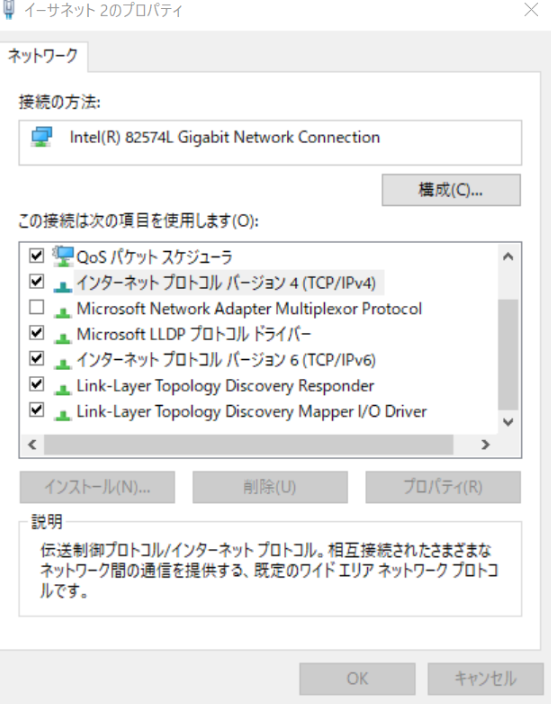 イーサネット 2のプロパティ
ネットワーク
接続の方法:
Intel(R) 82574L Gigabit Network Connection
構成(C)...
この接続は次の項目を使用します(O):
QoS パケット スケジューラ
インターネット プロトコル バージョン 4 (TCP/IPv4)
Microsoft Network Adapter Multiplexor Protocol
Microsoft LLDP プロトコル ドライバー
インターネット プロトコル バージョン 6 (TCP/IPv6)
Link-Layer Topology Discovery Responder
Link-Layer Topology Discovery Mapper I/O Driver
インストール(N)...
削除(U)
プロパティ(R)
説明
伝送制御プロトコル/インターネット プロトコル。相互接続されたさまざまな
ネットワーク間の通信を提供する、既定のワイド エリア ネットワーク プロトコ
ルです。
OK
キャンセル